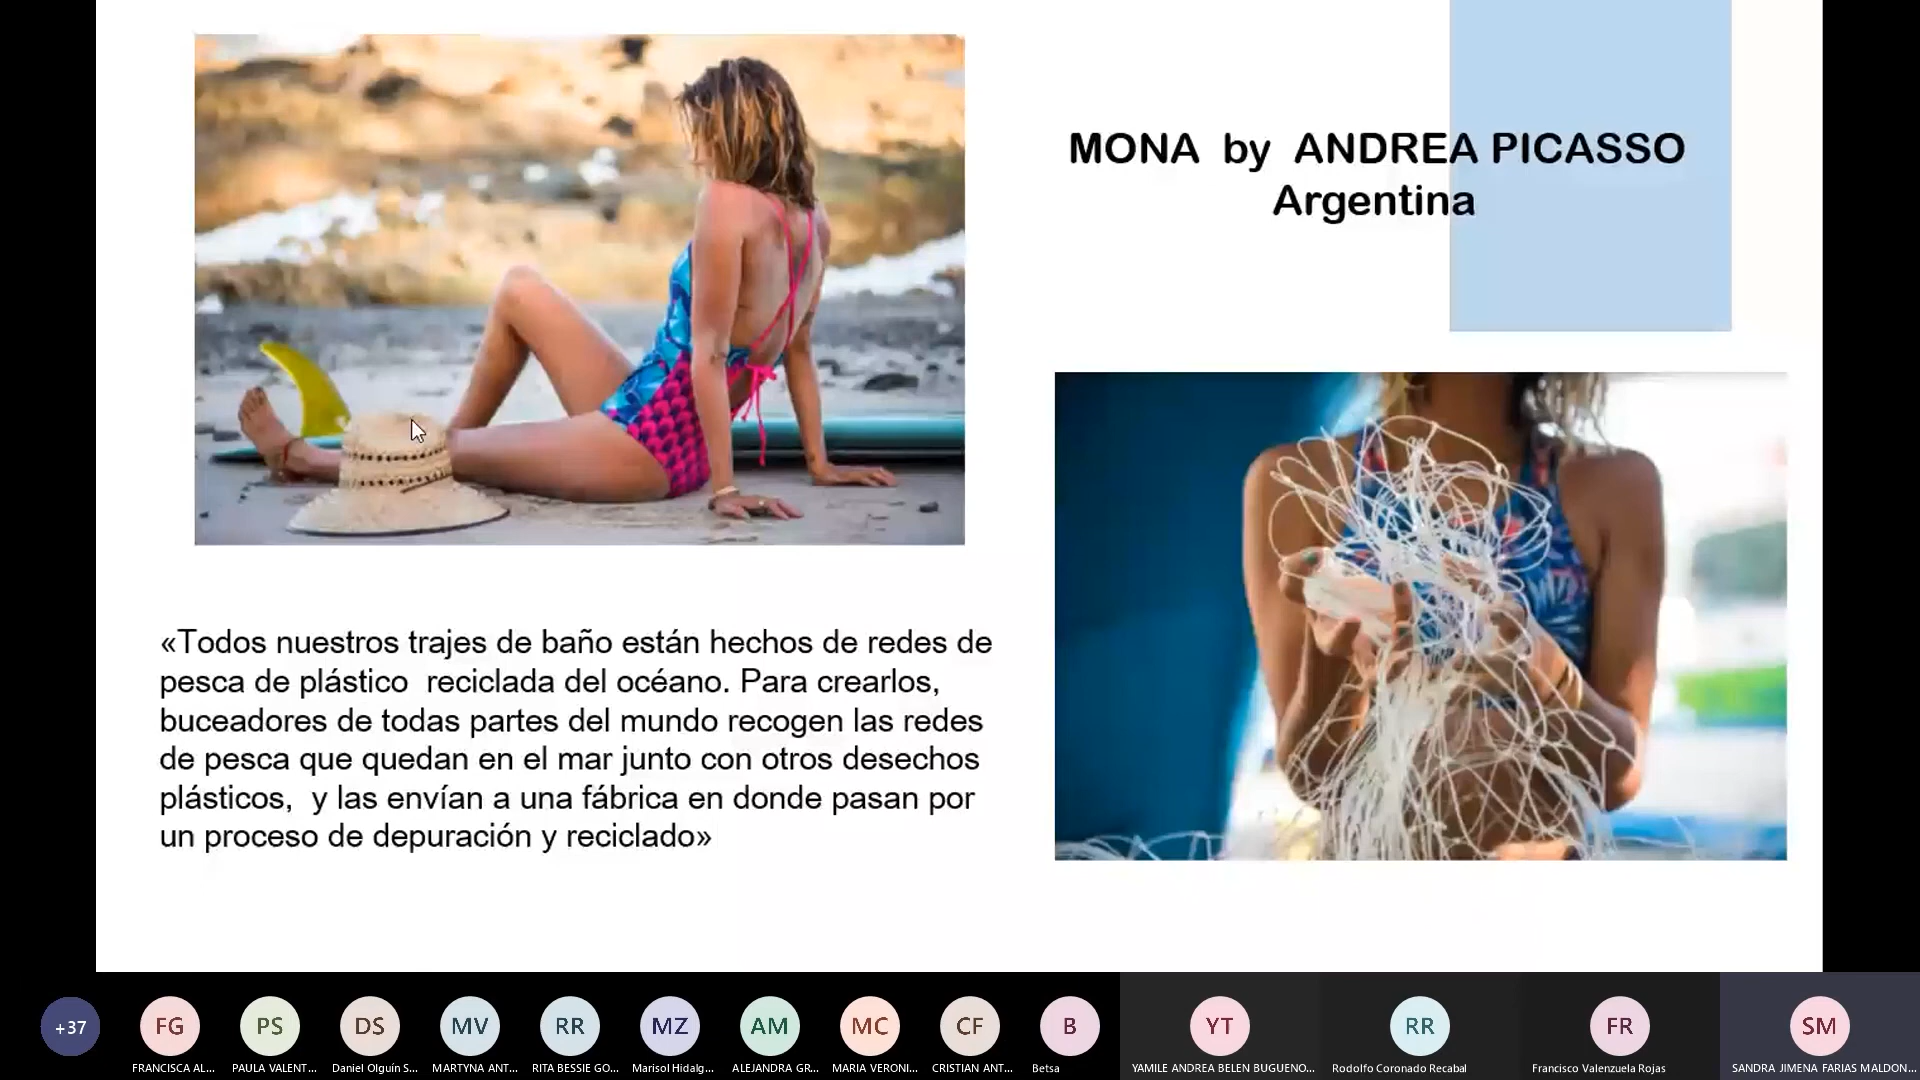 MONA by ANDREA PICASSO
Argentina
«Todos nuestros trajes de baño están hechos de redes de
pesca de plástico reciclada del océano. Para crearlos,
buceadores de todas partes del mundo recogen las redes
de pesca que quedan en el mar junto con otros desechos
plásticos, y las envían a una fábrica en donde pasan por
un proceso de depuración y reciclado»
+37 FG PS DS MV RR MZ AM MC CF B YT RR FR SM
FRANCISCA AL... PAULA VALENT... Daniel Olguín S... MARTYNA ANT... RITA BESSIE GO... Marisol Hidalg... ALEJANDRA GR... MARIA VERONI... CRISTIAN ANT... Betsa YAMILE ANDREA BELEN BUGUENO... Rodolfo Coronado Recabal Francisco Valenzuela Rojas SANDRA JIMENA FARIAS MALDON...